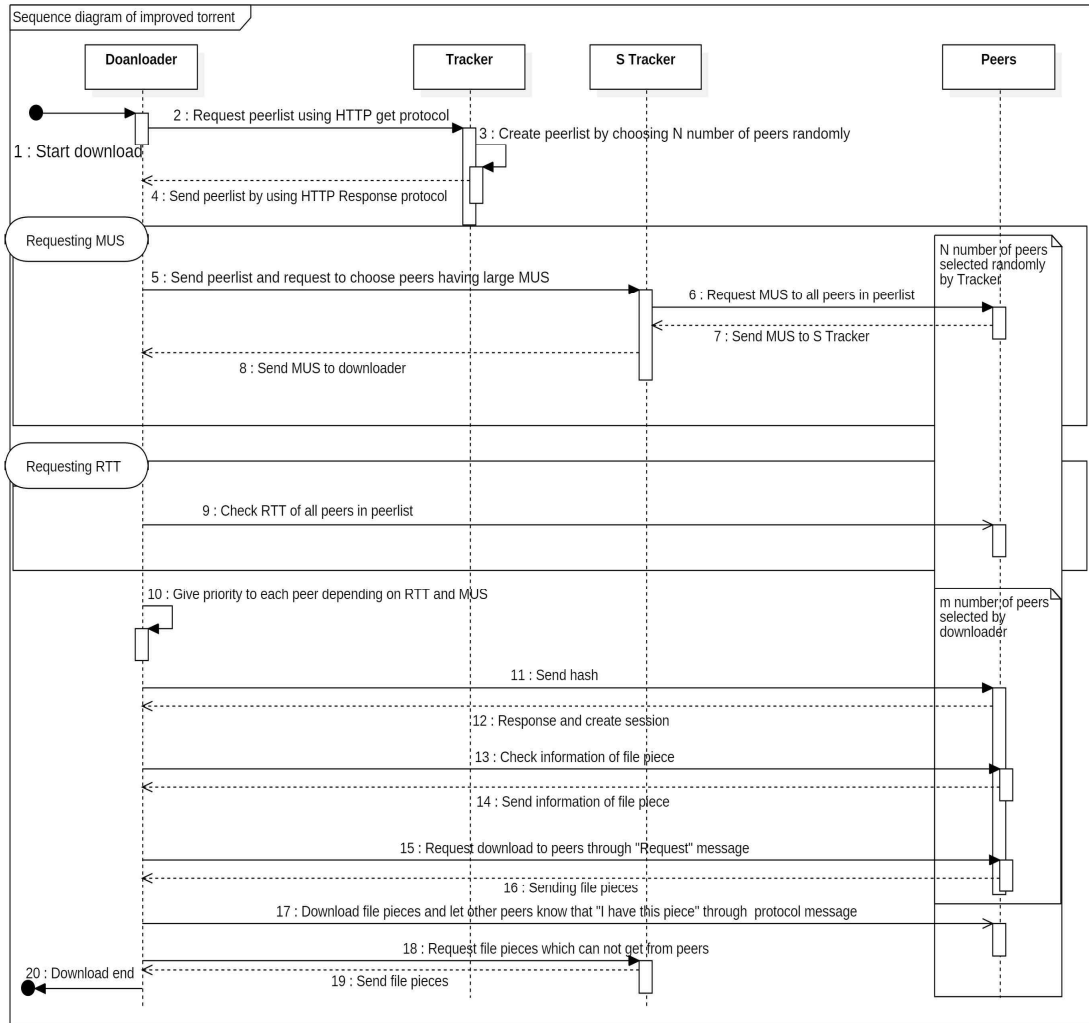 Sequence diagram of improved torrent
Doanloader
Tracker
S Tracker
Peers
2 : Request peerlist using HTTP get protocol
3 : Create peerlist by choosing N number of peers randomly
1 : Start download
4 : Send peerlist by using HTTP Response protocol
Requesting MUS
N number of peers
selected randomly
by Tracker
5 : Send peerlist and request to choose peers having large MUS
6 : Request MUS to all peers in peerlist
7 : Send MUS to S Tracker
8 : Send MUS to downloader
Requesting RTT
9 : Check RTT of all peers in peerlist
10 : Give priority to each peer depending on RTT and MUS
m number of peers
selected by
downloader
11 : Send hash
12 : Response and create session
13 : Check information of file piece
14 : Send information of file piece
15 : Request download to peers through "Request" message
16 : Sending file pieces
17 : Download file pieces and let other peers know that "I have this piece" through protocol message
18 : Request file pieces which can not get from peers
20 : Download end
19 : Send file pieces